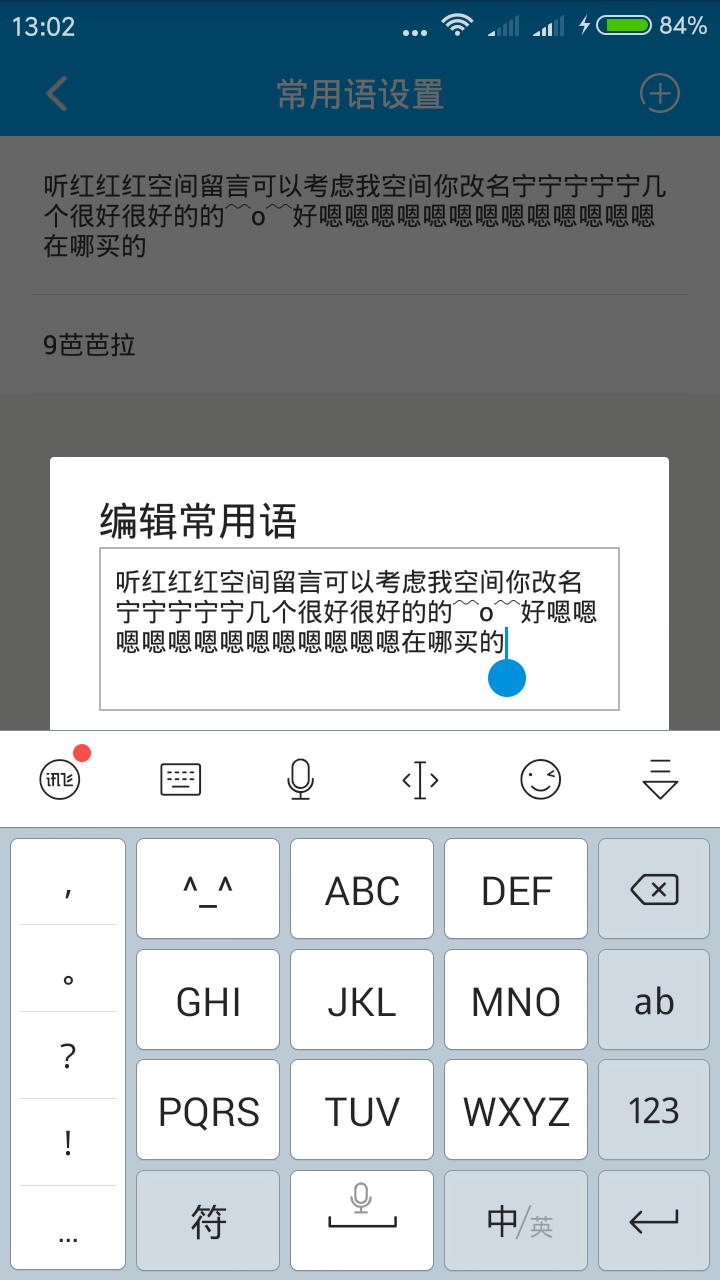 13:02
84%
常用语设置
听红红红空间留言可以考虑我空间你改名宁宁宁宁宁几
个很好很好的的︿o︿好嗯嗯嗯嗯嗯嗯嗯嗯嗯嗯嗯嗯嗯
在哪买的
9芭芭拉
编辑常用语
听红红红空间留言可以考虑我空间你改名
宁宁宁宁宁几个很好很好的的︿o︿好嗯嗯
嗯嗯嗯嗯嗯嗯嗯嗯嗯嗯嗯在哪买的
,
^_^
ABC
DEF
。
GHI
JKL
MNO
ab
?
PQRS
TUV
WXYZ
123
!
...
符
中/英